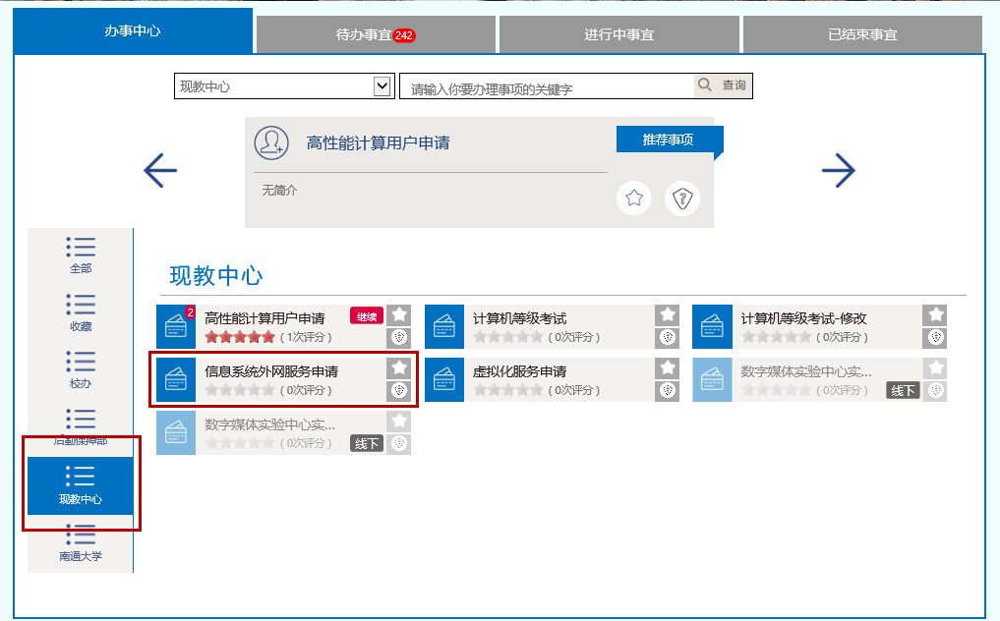 办事中心
待办事宜 242
进行中事宜
已结束事宜
现教中心
请输入你要办理事项的关键字
查询
高性能计算用户申请
推荐事项
无简介
全部
收藏
校办
后勤保障部
现教中心
南通大学
现教中心
2
高性能计算用户申请
继续
(1次评分)
计算机等级考试
(0次评分)
计算机等级考试-修改
(0次评分)
信息系统外网服务申请
(0次评分)
虚拟化服务申请
(0次评分)
数字媒体实验中心实...
(0次评分)
线下
数字媒体实验中心实...
(0次评分)
线下